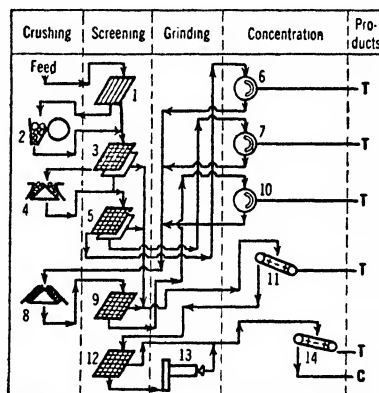 Crushing Screening Grinding Concentration Pro-
ducts
Feed
1
2
3
4
5
6
T
7
T
8
9
10
T
11
T
12
13
14
T
C